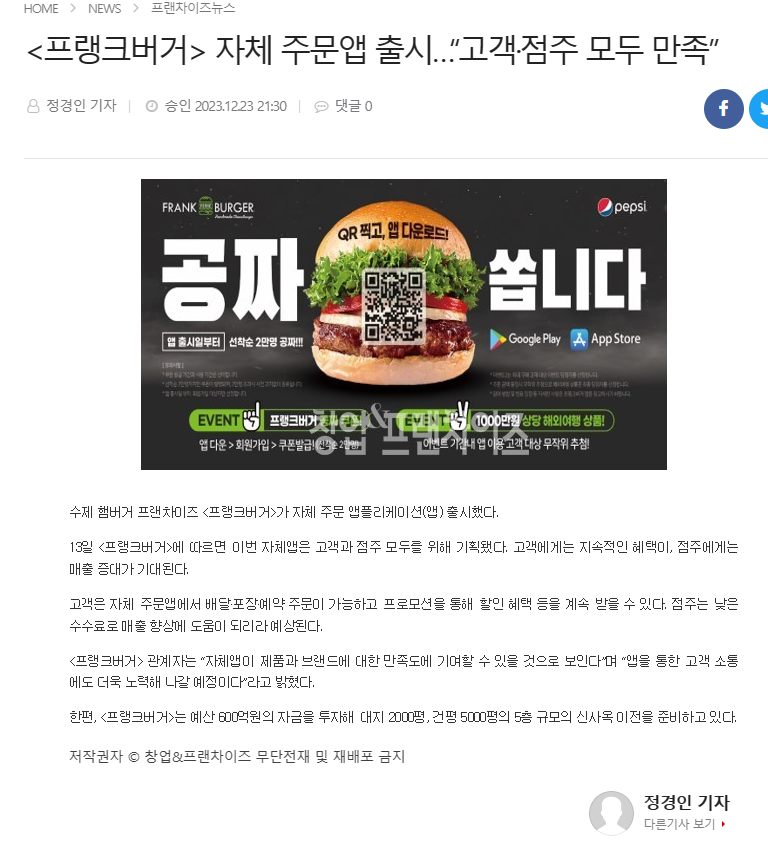 HOME > NEWS > 프랜차이즈뉴스
<프랭크버거> 자체 주문앱 출시…“고객·점주 모두 만족”
정경인 기자 | 승인 2023.12.23 21:30 | 댓글 0
FRANK BURGER
pepsi
QR 찍고, 앱 다운로드!
공짜 쏩니다
앱 출시일부터 선착순 2만명 공짜!!!
Google Play App Store
EVENT 1 프랭크버거
EVENT 2 1000만원 상당 해외여행 상품!
창업&프랜차이즈
앱 다운 > 회원가입 > 쿠폰발급!
이벤트 기간내 앱 이용 고객 대상 무작위 추첨!
수제 햄버거 프랜차이즈 <프랭크버거>가 자체 주문 앱플리케이션(앱) 출시했다.
13일 <프랭크버거>에 따르면 이번 자체앱은 고객과 점주 모두를 위해 기획됐다. 고객에게는 지속적인 혜택이, 점주에게는
매출 증대가 기대된다.
고객은 자체 주문앱에서 배달포장예약 주문이 가능하고 프로모션을 통해 할인 혜택 등을 계속 받을 수 있다. 점주는 낮은
수수료로 매출 향상에 도움이 되리라 예상된다.
<프랭크버거> 관계자는 “자체앱이 제품과 브랜드에 대한 만족도에 기여할 수 있을 것으로 보인다”며 “앱을 통한 고객 소통
에도 더욱 노력해 나갈 예정이다”라고 밝혔다.
한편, <프랭크버거>는 예산 600억원의 자금을 투자해 대지 2000평, 건평 5000평의 5층 규모의 신사옥 이전을 준비하고 있다.
저작권자 © 창업&프랜차이즈 무단전재 및 재배포 금지
정경인 기자
다른기사 보기